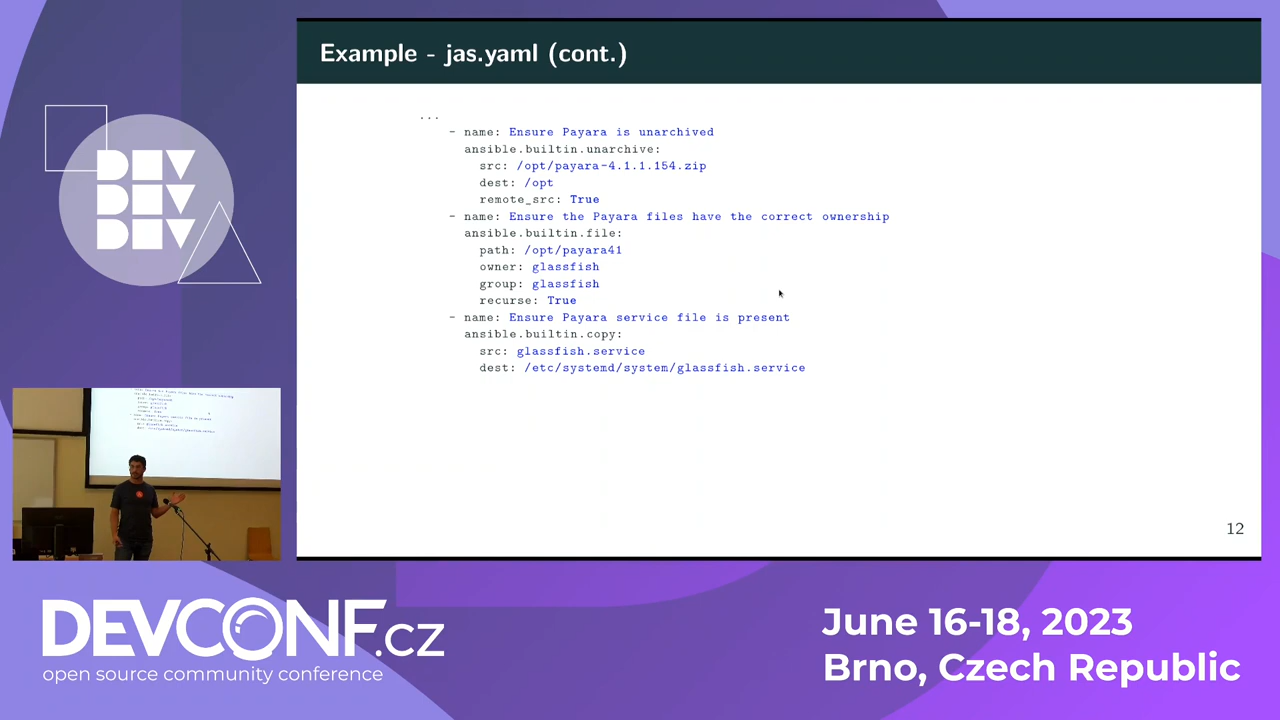 Example - jas.yaml (cont.)
...
- name: Ensure Payara is unarchived
ansible.builtin.unarchive:
src: /opt/payara-4.1.1.154.zip
dest: /opt
remote_src: True
- name: Ensure the Payara files have the correct ownership
ansible.builtin.file:
path: /opt/payara41
owner: glassfish
group: glassfish
recurse: True
- name: Ensure Payara service file is present
ansible.builtin.copy:
src: glassfish.service
dest: /etc/systemd/system/glassfish.service
12
DEV
DEV
DEV
DEVCONF.cz
open source community conference
June 16-18, 2023
Brno, Czech Republic